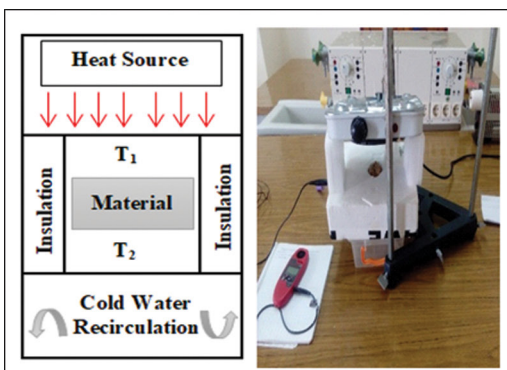 Heat Source
T₁
Insulation
Material
Insulation
T₂
Cold Water
Recirculation